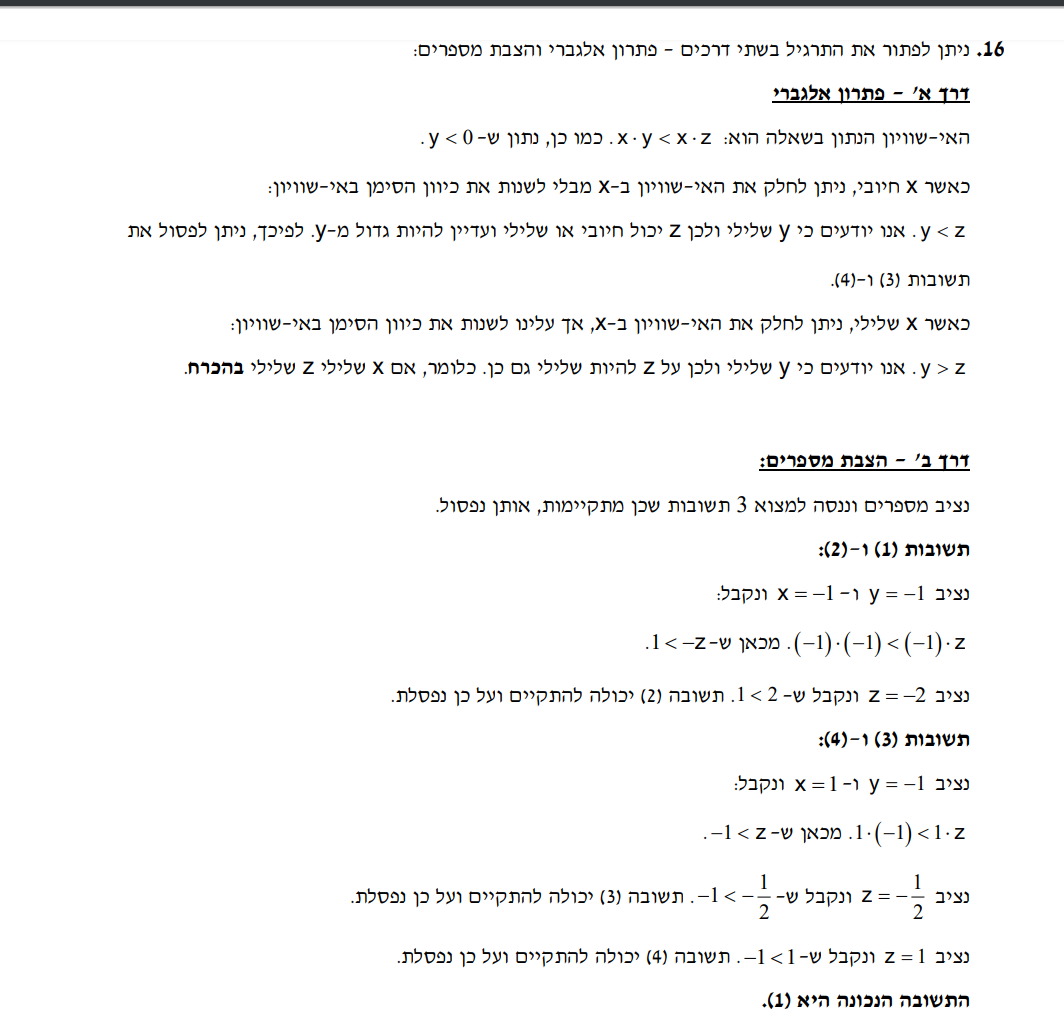 16. ניתן לפתור את התרגיל בשתי דרכים – פתרון אלגברי והצבת מספרים:
דרך א' – פתרון אלגברי
האי-שוויון הנתון בשאלה הוא: x · y < x · z. כמו כן, נתון ש- y < 0.
כאשר x חיובי, ניתן לחלק את האי-שוויון ב-x מבלי לשנות את כיוון הסימן באי-שוויון:
y < z. אנו יודעים כי y שלילי ולכן z יכול חיובי או שלילי ועדיין להיות גדול מ-y. לפיכך, ניתן לפסול את
תשובות (3) ו-(4).
כאשר x שלילי, ניתן לחלק את האי-שוויון ב-x, אך עלינו לשנות את כיוון הסימן באי-שוויון:
y > z. אנו יודעים כי y שלילי ולכן על z להיות שלילי גם כן. כלומר, אם x שלילי z שלילי בהכרח.
דרך ב' – הצבת מספרים:
נציב מספרים וננסה למצוא 3 תשובות שכן מתקיימות, אותן נפסול.
תשובות (1) ו-(2):
נציב y = −1 ו- x = −1 ונקבל:
(−1) · (−1) < (−1) · z. מכאן ש- 1 < −z.
נציב z = −2 ונקבל ש- 1 < 2. תשובה (2) יכולה להתקיים ועל כן נפסלת.
תשובות (3) ו-(4):
נציב y = −1 ו- x = 1 ונקבל:
1 · (−1) < 1 · z. מכאן ש- −1 < z.
נציב z = −1/2 ונקבל ש- −1 < −1/2. תשובה (3) יכולה להתקיים ועל כן נפסלת.
נציב z = 1 ונקבל ש- −1 < 1. תשובה (4) יכולה להתקיים ועל כן נפסלת.
התשובה הנכונה היא (1).